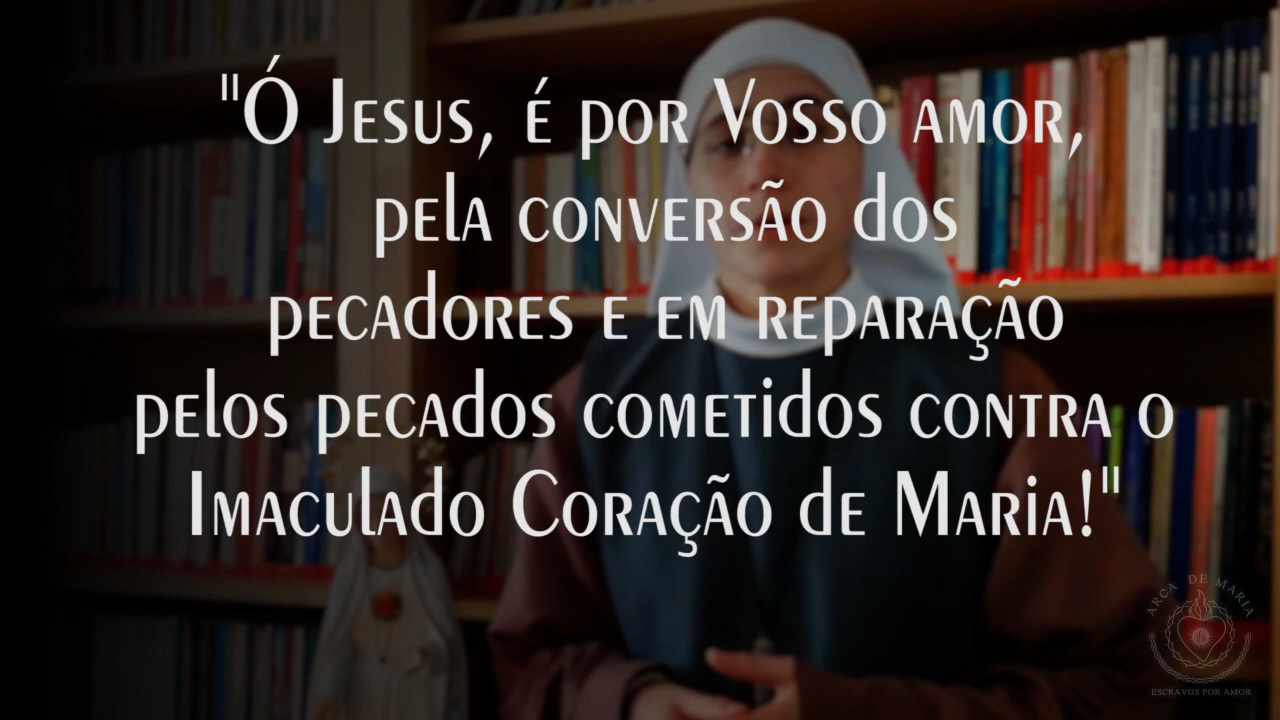 "Ó Jesus, é por Vosso amor,
pela conversão dos
pecadores e em reparação
pelos pecados cometidos contra o
Imaculado Coração de Maria!"
ARCA DE MARIA
ESCRAVOS POR AMOR